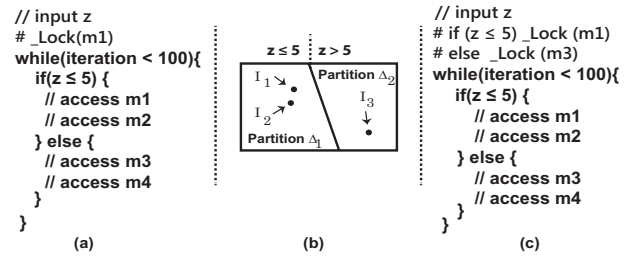 // input z
# _Lock(m1)
while(iteration < 100){
if(z ≤ 5) {
// access m1
// access m2
} else {
// access m3
// access m4
}
}
(a)
z ≤ 5 z > 5
I1
I2
Partition Δ1
Partition Δ2
I3
(b)
// input z
# if (z ≤ 5) _Lock (m1)
# else _Lock (m3)
while(iteration < 100){
if(z ≤ 5) {
// access m1
// access m2
} else {
// access m3
// access m4
}
}
(c)